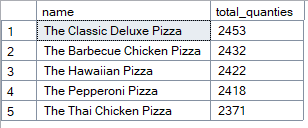 name total_quanties
1 The Classic Deluxe Pizza 2453
2 The Barbecue Chicken Pizza 2432
3 The Hawaiian Pizza 2422
4 The Pepperoni Pizza 2418
5 The Thai Chicken Pizza 2371